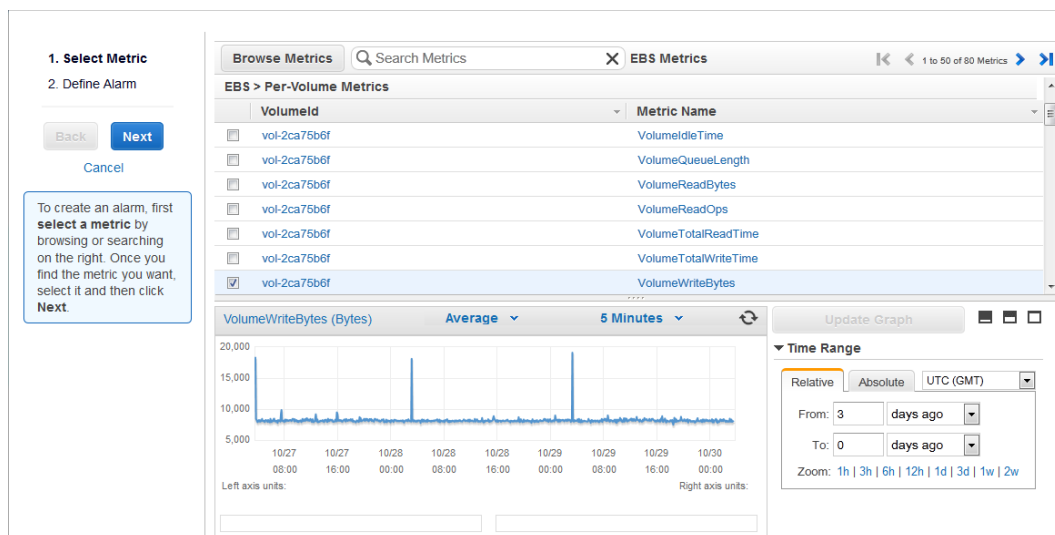 1. Select Metric
2. Define Alarm
Back Next
Cancel
To create an alarm, first
select a metric by
browsing or searching
on the right. Once you
find the metric you want,
select it and then click
Next.
Browse Metrics Search Metrics EBS Metrics 1 to 50 of 80 Metrics
EBS > Per-Volume Metrics
VolumeId Metric Name
vol-2ca75b6f VolumeIdleTime
vol-2ca75b6f VolumeQueueLength
vol-2ca75b6f VolumeReadBytes
vol-2ca75b6f VolumeReadOps
vol-2ca75b6f VolumeTotalReadTime
vol-2ca75b6f VolumeTotalWriteTime
vol-2ca75b6f VolumeWriteBytes
VolumeWriteBytes (Bytes) Average 5 Minutes
20,000
15,000
10,000
5,000
10/27 10/27 10/28 10/28 10/28 10/29 10/29 10/29 10/30
08:00 16:00 00:00 08:00 16:00 00:00 08:00 16:00 00:00
Left axis units: Right axis units:
Update Graph
Time Range
Relative Absolute UTC (GMT)
From: 3 days ago
To: 0 days ago
Zoom: 1h | 3h | 6h | 12h | 1d | 3d | 1w | 2w